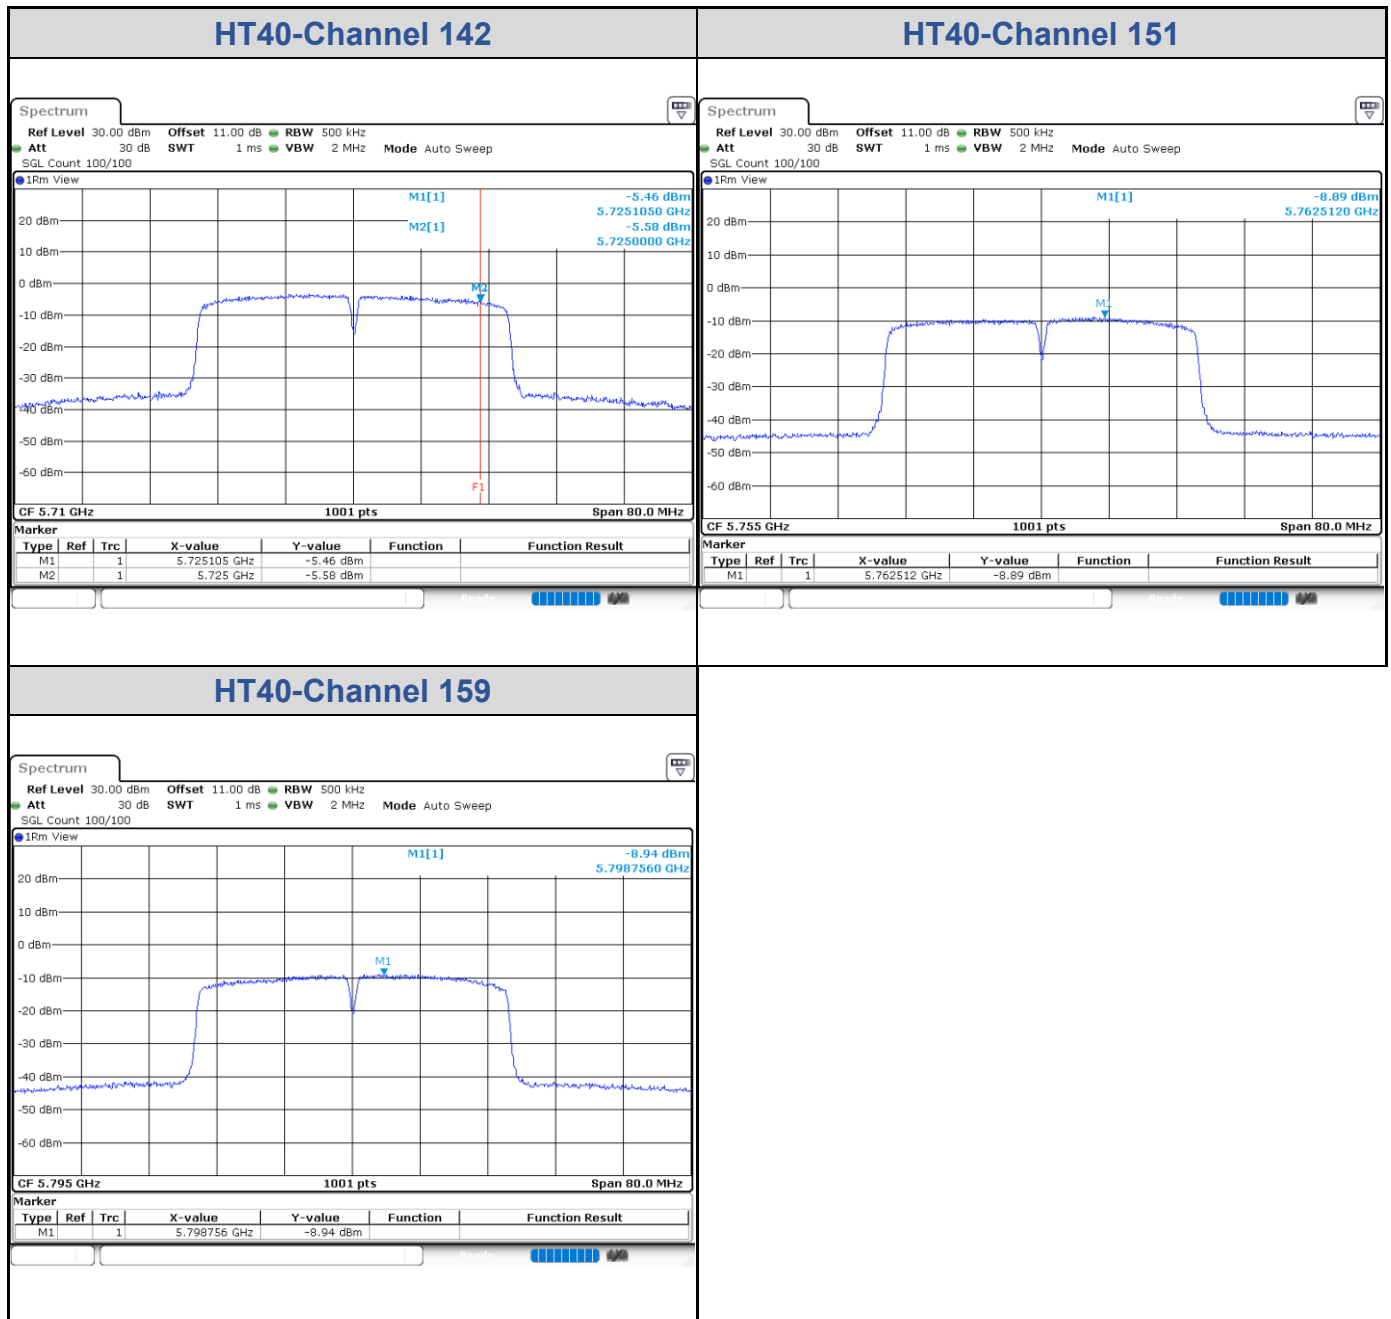 HT40-Channel 142
HT40-Channel 151
Spectrum
Ref Level 30.00 dBm Offset 11.00 dB RBW 500 kHz
Att 30 dB SWT 1 ms VBW 2 MHz Mode Auto Sweep
SGL Count 100/100
1Rm View
M1[1] -5.46 dBm
5.7251050 GHz
M2[1] -5.58 dBm
5.7250000 GHz
20 dBm
10 dBm
0 dBm
M2
-10 dBm
-20 dBm
-30 dBm
-40 dBm
-50 dBm
-60 dBm
F1
CF 5.71 GHz 1001 pts Span 80.0 MHz
Marker
Type Ref Trc X-value Y-value Function Function Result
M1 1 5.725105 GHz -5.46 dBm
M2 1 5.725 GHz -5.58 dBm
Ready
Spectrum
Ref Level 30.00 dBm Offset 11.00 dB RBW 500 kHz
Att 30 dB SWT 1 ms VBW 2 MHz Mode Auto Sweep
SGL Count 100/100
1Rm View
M1[1] -8.89 dBm
5.7625120 GHz
20 dBm
10 dBm
0 dBm
M1
-10 dBm
-20 dBm
-30 dBm
-40 dBm
-50 dBm
-60 dBm
CF 5.755 GHz 1001 pts Span 80.0 MHz
Marker
Type Ref Trc X-value Y-value Function Function Result
M1 1 5.762512 GHz -8.89 dBm
Ready
HT40-Channel 159
Spectrum
Ref Level 30.00 dBm Offset 11.00 dB RBW 500 kHz
Att 30 dB SWT 1 ms VBW 2 MHz Mode Auto Sweep
SGL Count 100/100
1Rm View
M1[1] -8.94 dBm
5.7987560 GHz
20 dBm
10 dBm
0 dBm
M1
-10 dBm
-20 dBm
-30 dBm
-40 dBm
-50 dBm
-60 dBm
CF 5.795 GHz 1001 pts Span 80.0 MHz
Marker
Type Ref Trc X-value Y-value Function Function Result
M1 1 5.798756 GHz -8.94 dBm
Ready